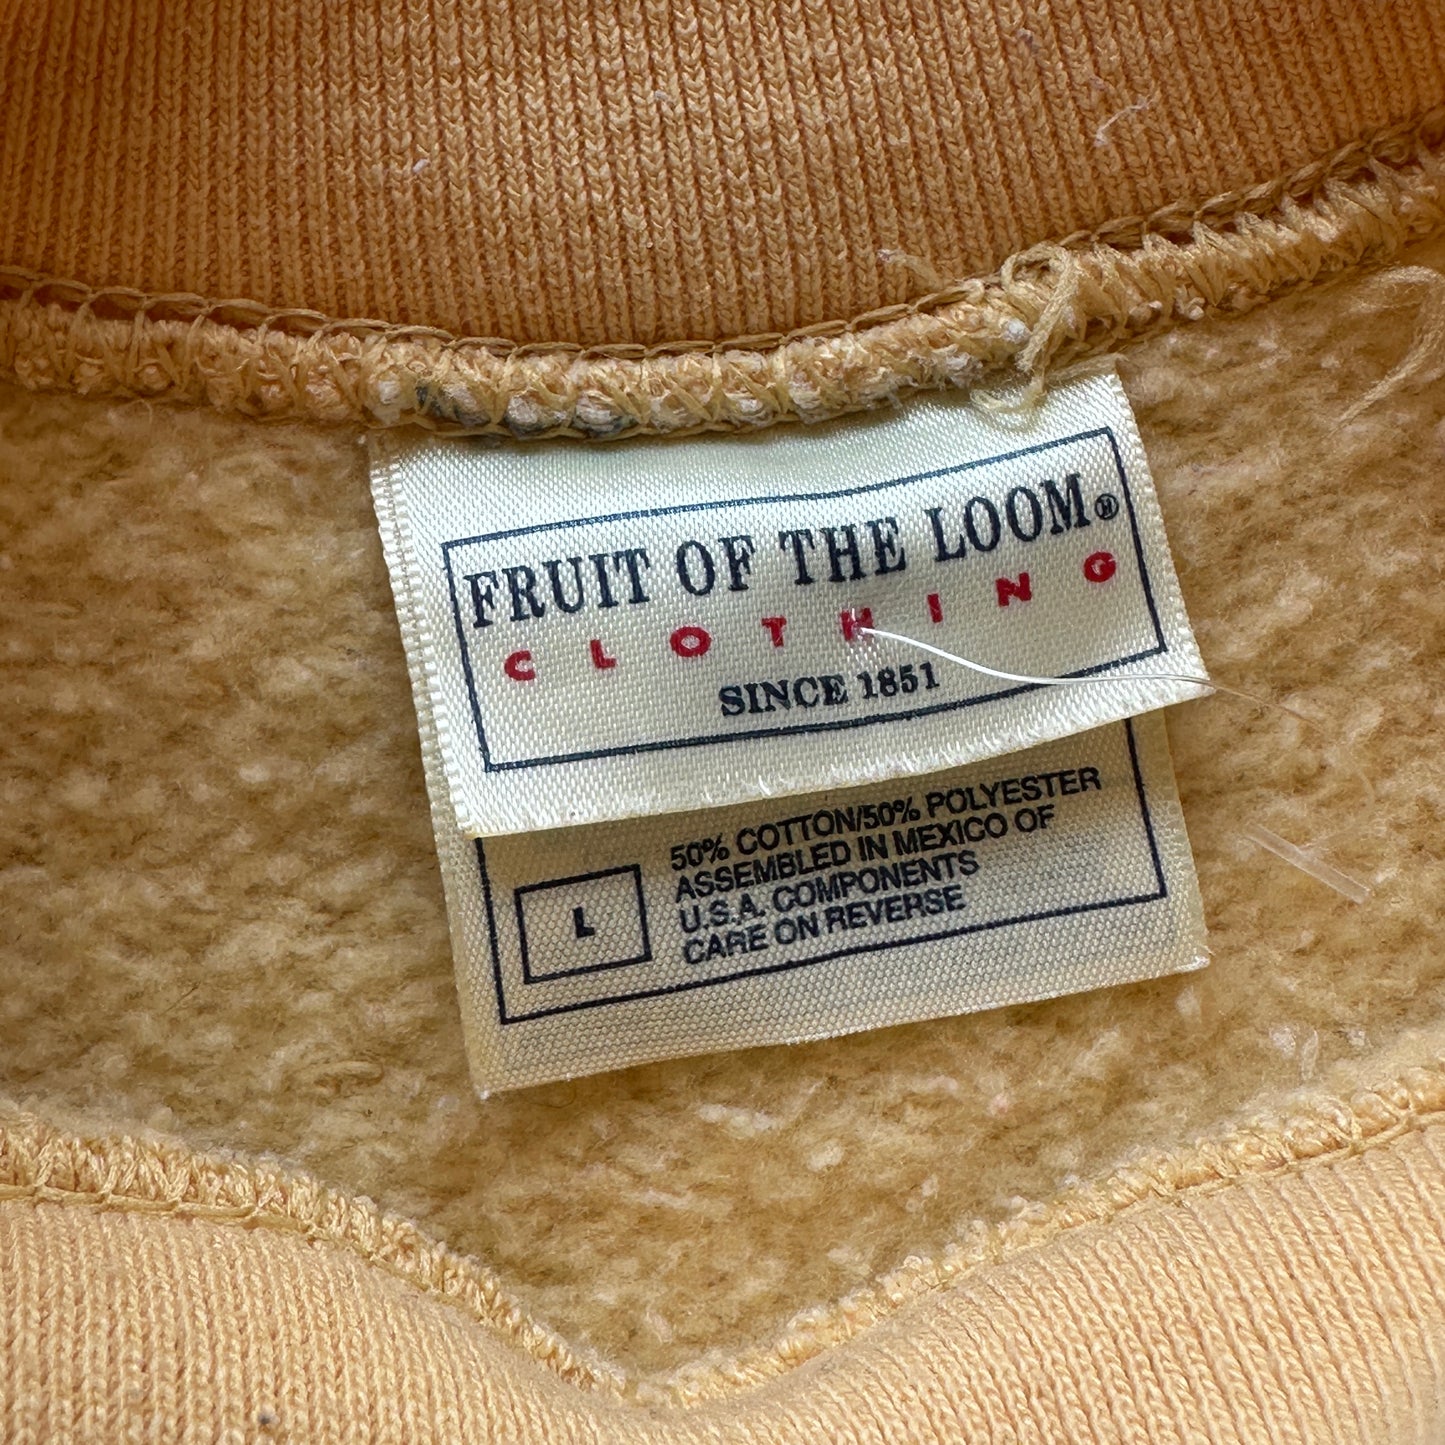 FRUIT OF THE LOOM®
CLOTHING
SINCE 1851
L
50% COTTON/50% POLYESTER
ASSEMBLED IN MEXICO OF
U.S.A. COMPONENTS
CARE ON REVERSE